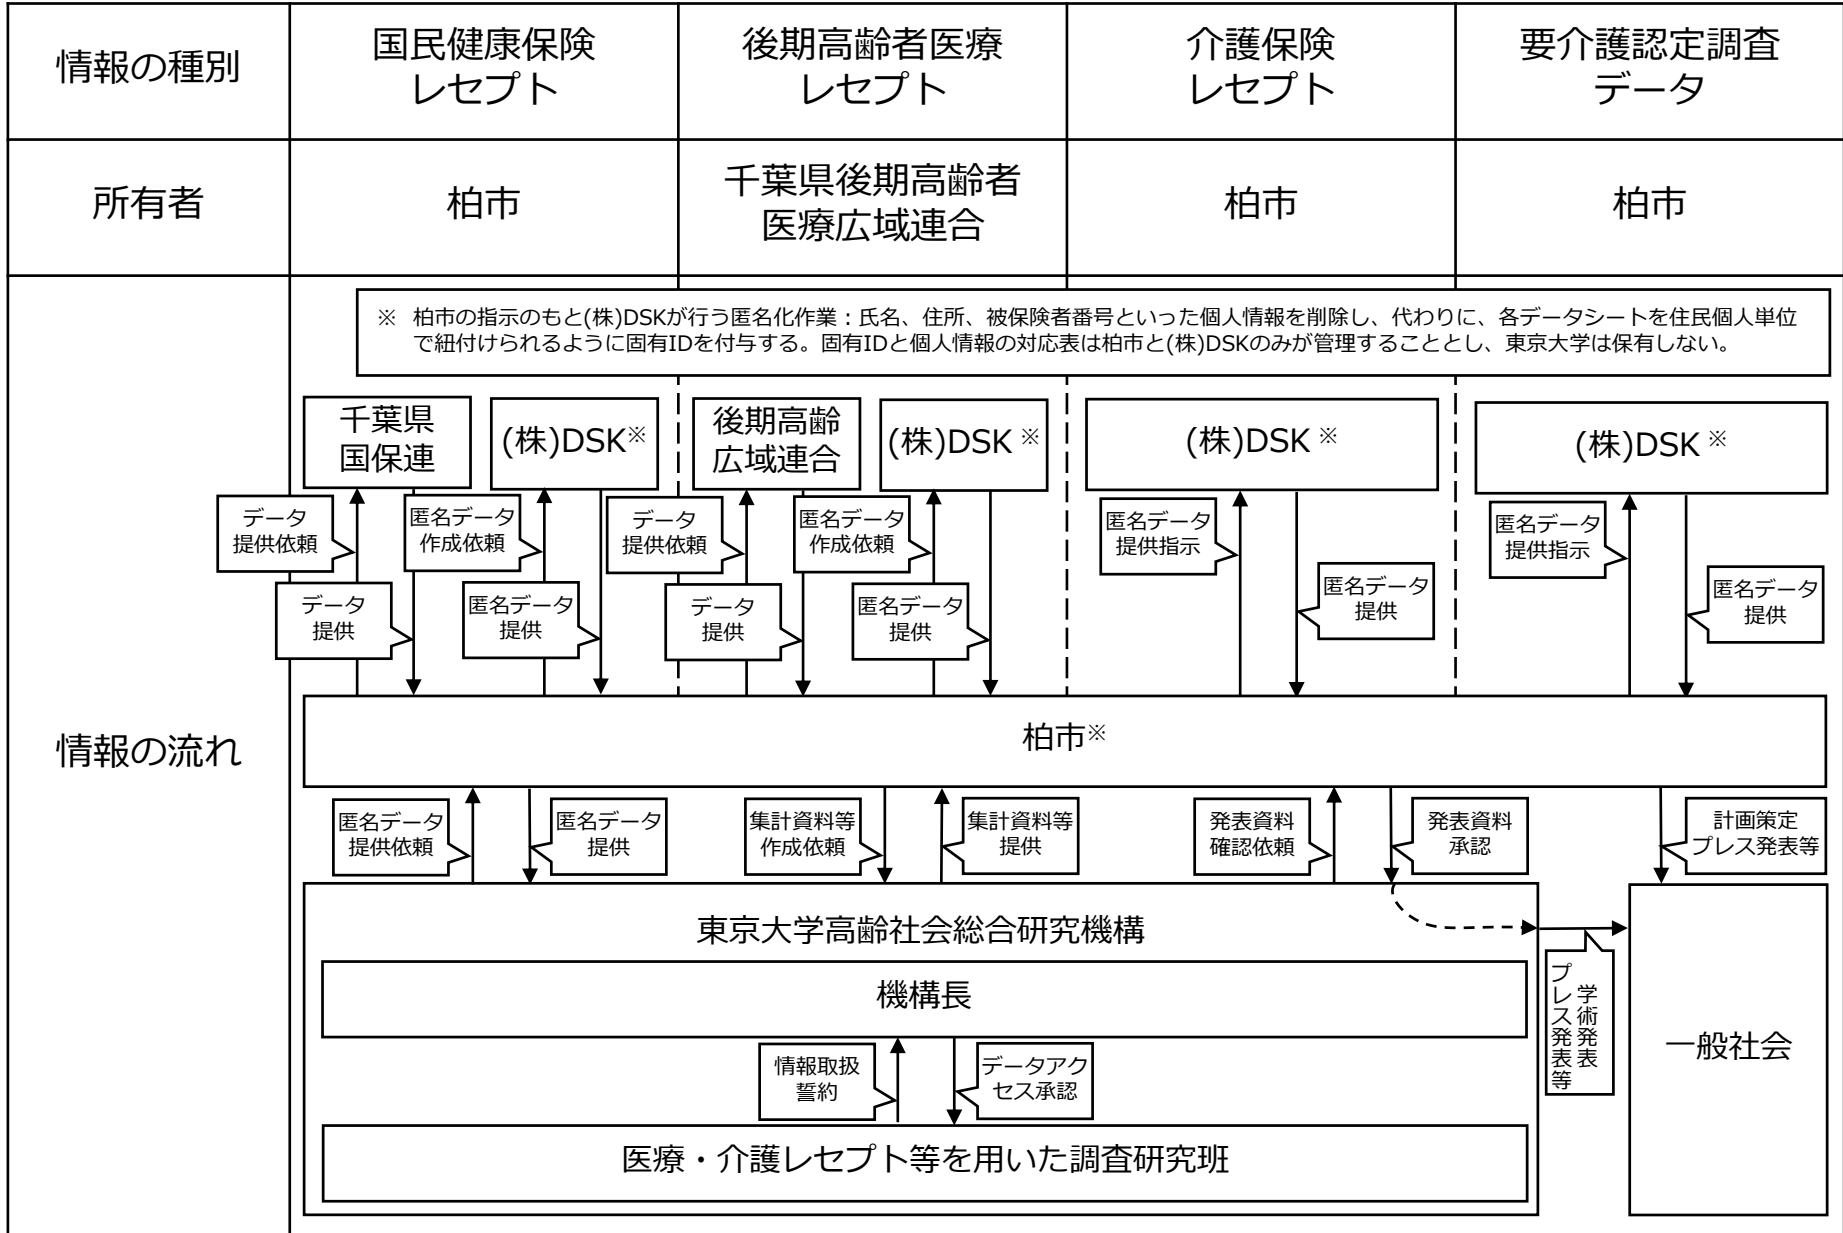 情報の種別
国民健康保険
レセプト
後期高齢者医療
レセプト
介護保険
レセプト
要介護認定調査
データ
所有者
柏市
千葉県後期高齢者
医療広域連合
柏市
柏市
情報の流れ
※ 柏市の指示のもと(株)DSKが行う匿名化作業：氏名、住所、被保険者番号といった個人情報を削除し、代わりに、各データシートを住民個人単位
で紐付けられるように固有IDを付与する。固有IDと個人情報の対応表は柏市と(株)DSKのみが管理することとし、東京大学は保有しない。
千葉県
国保連
(株)DSK※
後期高齢
広域連合
(株)DSK ※
(株)DSK ※
(株)DSK ※
データ
提供依頼
匿名データ
作成依頼
データ
提供依頼
匿名データ
作成依頼
匿名データ
提供指示
匿名データ
提供指示
データ
提供
匿名データ
提供
データ
提供
匿名データ
提供
匿名データ
提供
匿名データ
提供
柏市※
匿名データ
提供依頼
匿名データ
提供
集計資料等
作成依頼
集計資料等
提供
発表資料
確認依頼
発表資料
承認
計画策定
プレス発表等
東京大学高齢社会総合研究機構
機構長
情報取扱
誓約
データアク
セス承認
医療・介護レセプト等を用いた調査研究班
学術発表
プレス発表等
一般社会